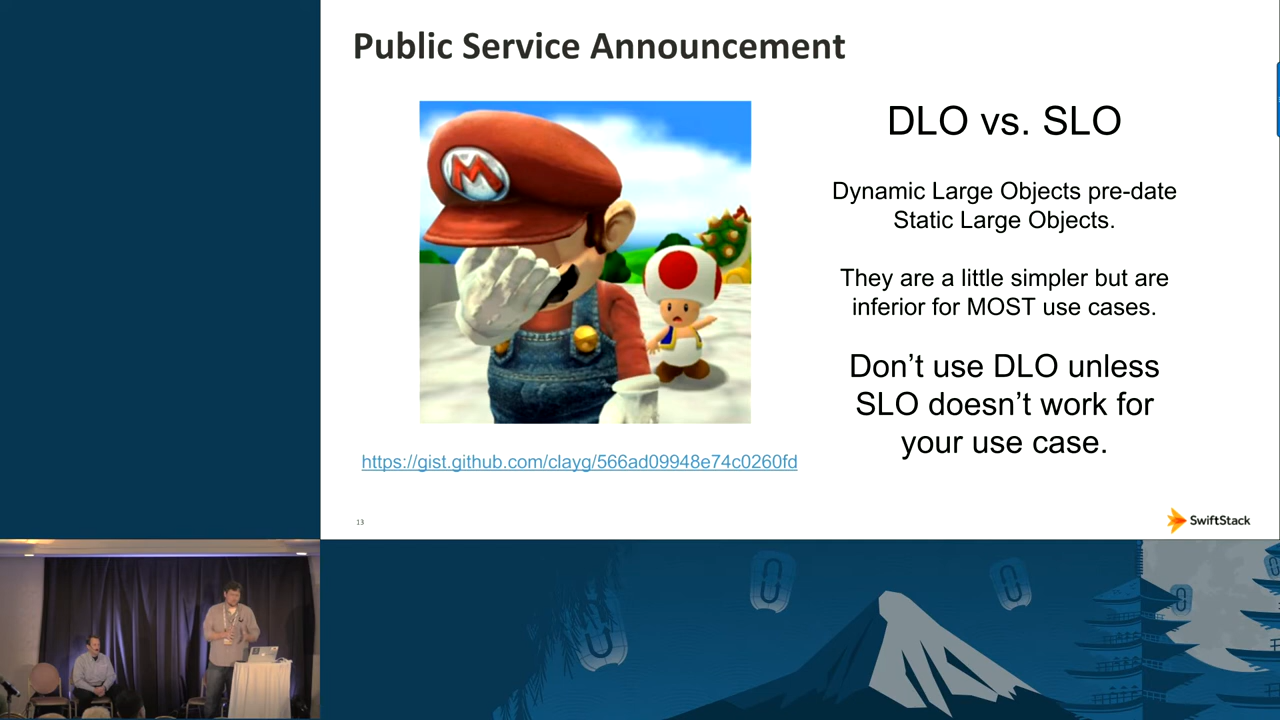 Public Service Announcement
M
DLO vs. SLO
Dynamic Large Objects pre-date
Static Large Objects.
They are a little simpler but are
inferior for MOST use cases.
Don’t use DLO unless
SLO doesn’t work for
your use case.
https://gist.github.com/clayg/566ad09948e74c0260fd
13
SwiftStack